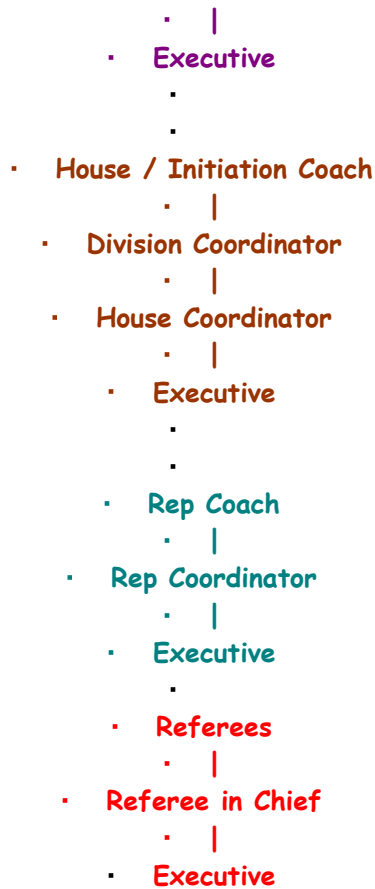 ▪ |
▪ Executive
▪
▪
▪ House / Initiation Coach
▪ |
▪ Division Coordinator
▪ |
▪ House Coordinator
▪ |
▪ Executive
▪
▪
▪ Rep Coach
▪ |
▪ Rep Coordinator
▪ |
▪ Executive
▪
▪ Referees
▪ |
▪ Referee in Chief
▪ |
▪ Executive